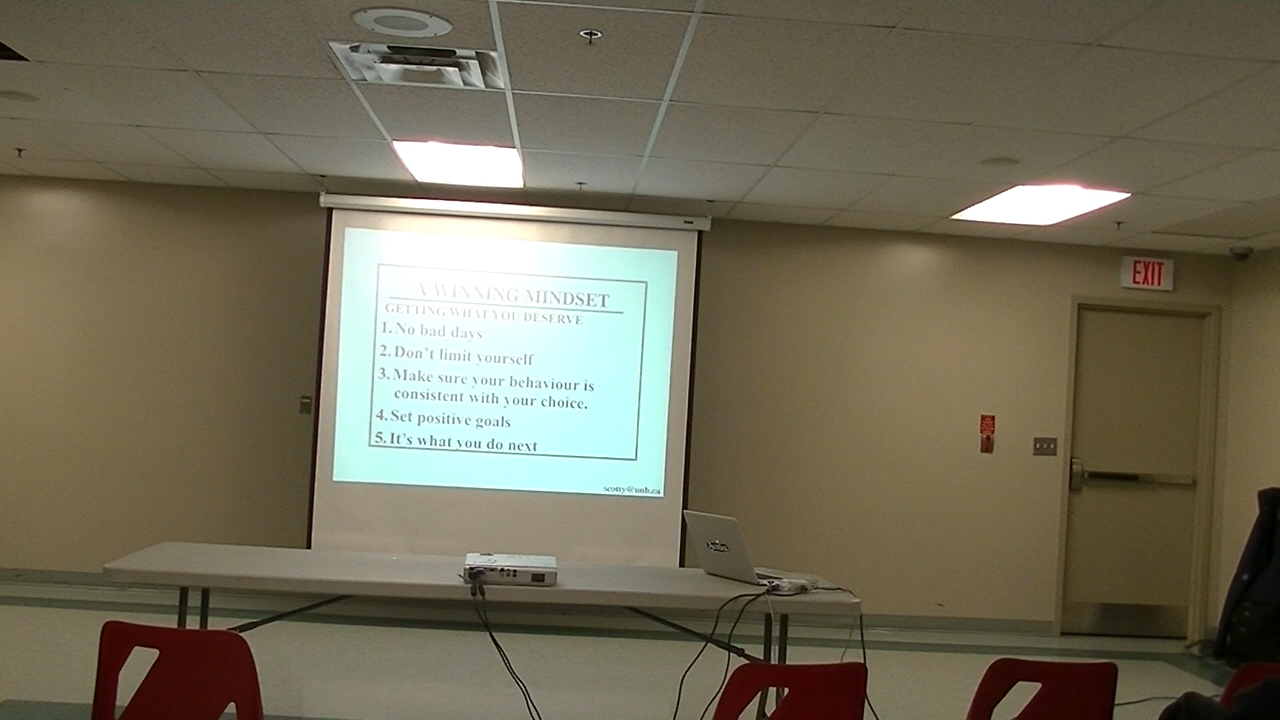 EXIT
A WINNING MINDSET
GETTING WHAT YOU DESERVE
1. No bad days
2. Don't limit yourself
3. Make sure your behaviour is
consistent with your choice.
4. Set positive goals
5. It's what you do next
scotty@unb.ca